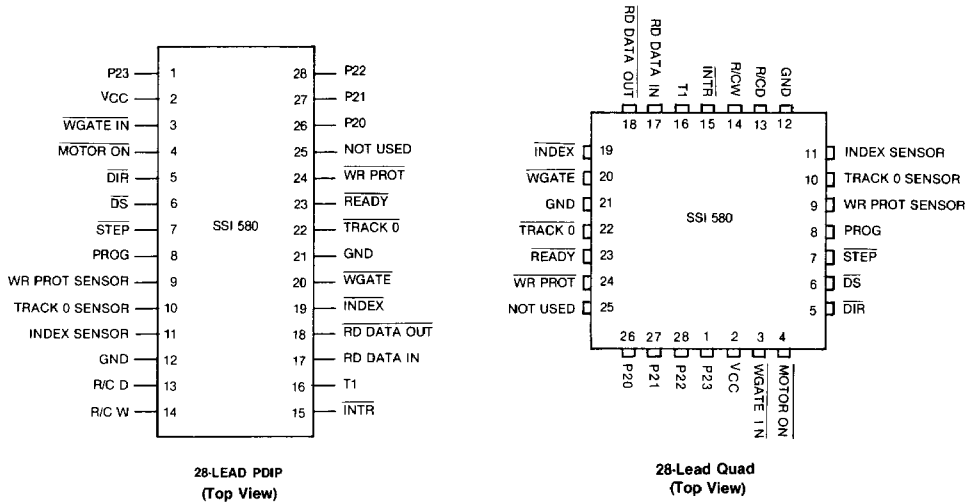 P23 1
VCC 2
WGATE IN 3
MOTOR ON 4
DIR 5
DS 6
STEP 7
PROG 8
WR PROT SENSOR 9
TRACK 0 SENSOR 10
INDEX SENSOR 11
GND 12
R/C D 13
R/C W 14
SSI 580
28 P22
27 P21
26 P20
25 NOT USED
24 WR PROT
23 READY
22 TRACK 0
21 GND
20 WGATE
19 INDEX
18 RD DATA OUT
17 RD DATA IN
16 T1
15 INTR
28-LEAD PDIP
(Top View)
RD DATA OUT
RD DATA IN
T1
INTR
R/CW
R/CD
GND
18 17 16 15 14 13 12
INDEX 19
WGATE 20
GND 21
TRACK 0 22
READY 23
WR PROT 24
NOT USED 25
SSI 580
11 INDEX SENSOR
10 TRACK 0 SENSOR
9 WR PROT SENSOR
8 PROG
7 STEP
6 DS
5 DIR
26 27 28 1 2 3 4
P20
P21
P22
P23
VCC
WGATE 1 N
MOTOR ON
28-Lead Quad
(Top View)